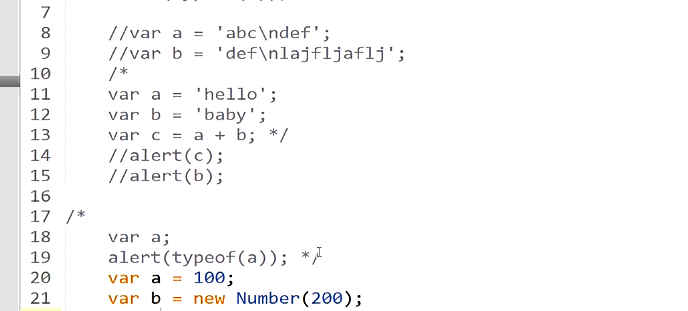 7
8 //var a = 'abc\ndef';
9 //var b = 'def\nlajfljaflj';
10 /*
11 var a = 'hello';
12 var b = 'baby';
13 var c = a + b; */
14 //alert(c);
15 //alert(b);
16
17 /*
18 var a;
19 alert(typeof(a)); */
20 var a = 100;
21 var b = new Number(200);